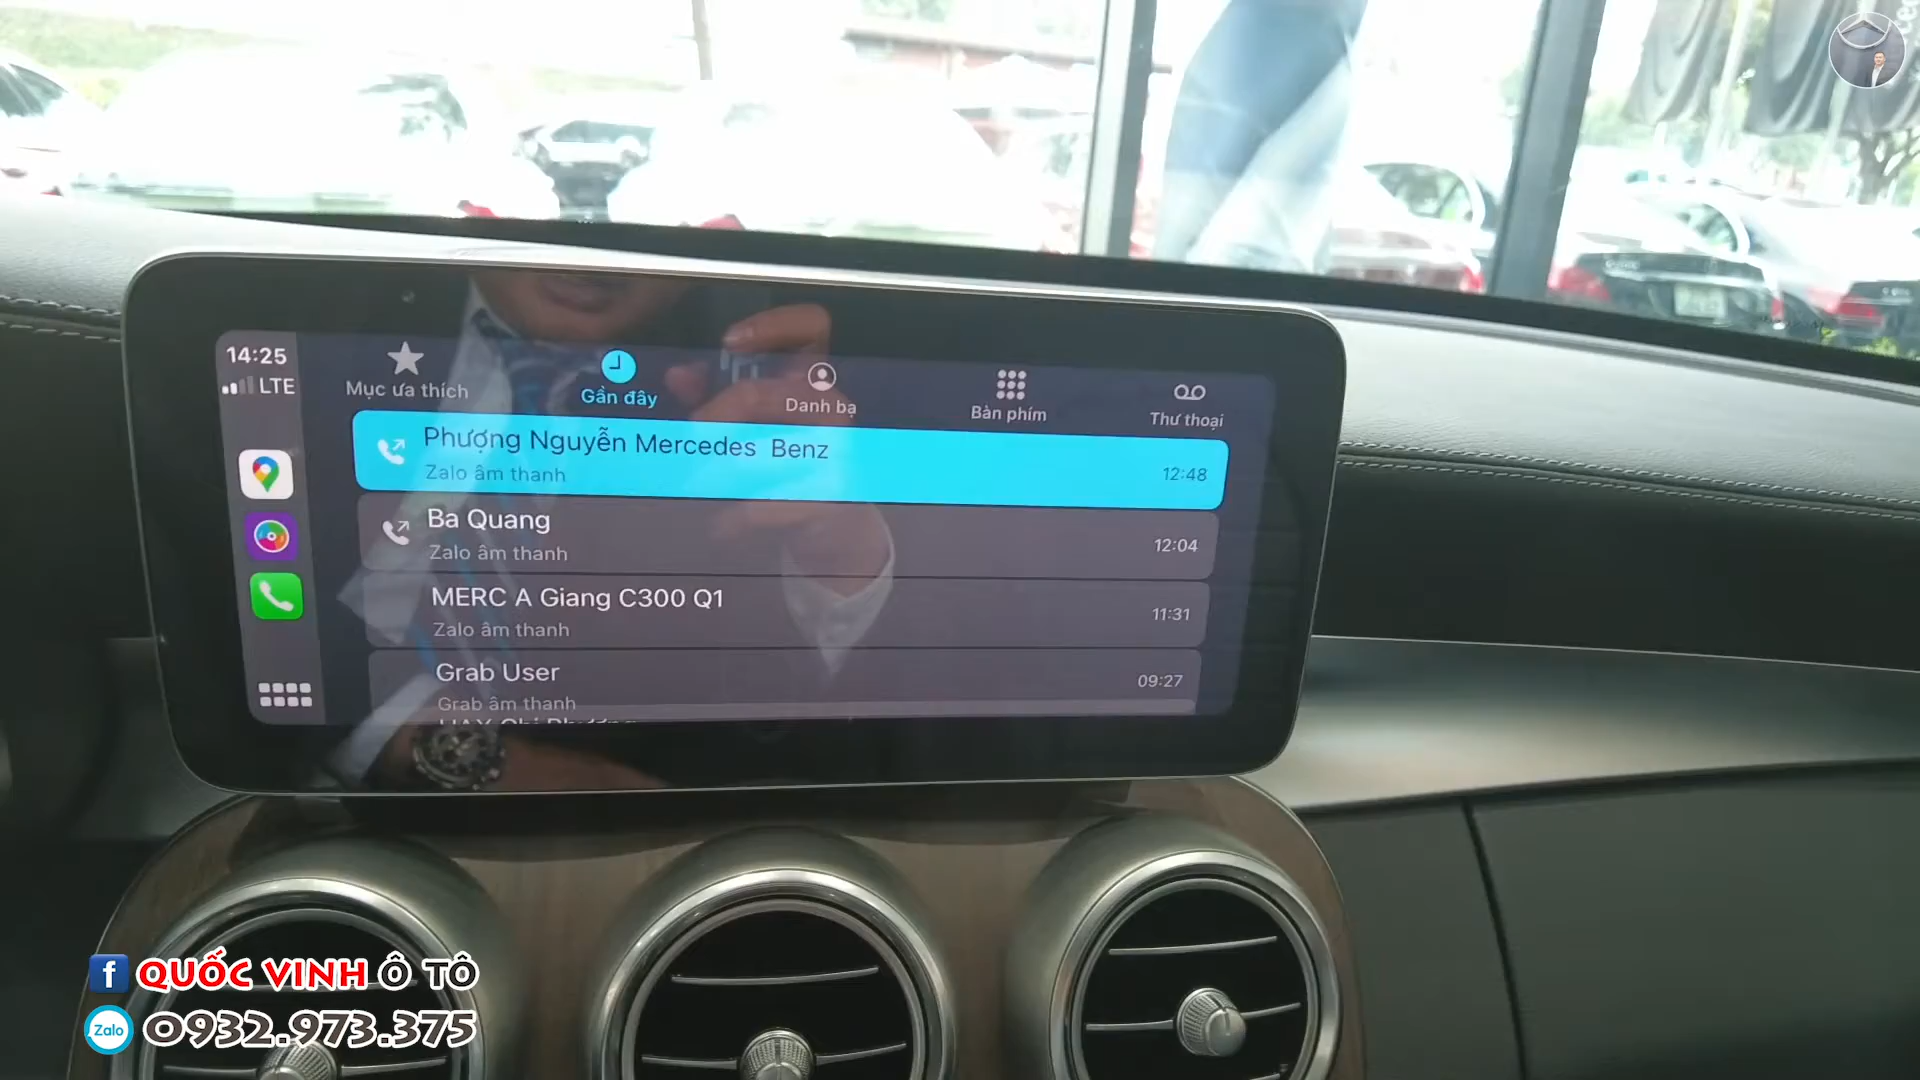 14:25
LTE
Mục ưa thích
Gần đây
Danh bạ
Bàn phím
Thư thoại
Phượng Nguyễn Mercedes Benz
Zalo âm thanh
12:48
Ba Quang
Zalo âm thanh
12:04
MERC A Giang C300 Q1
Zalo âm thanh
11:31
Grab User
Grab âm thanh
09:27
f QUỐC VINH Ô TÔ
Zalo 0932.973.375